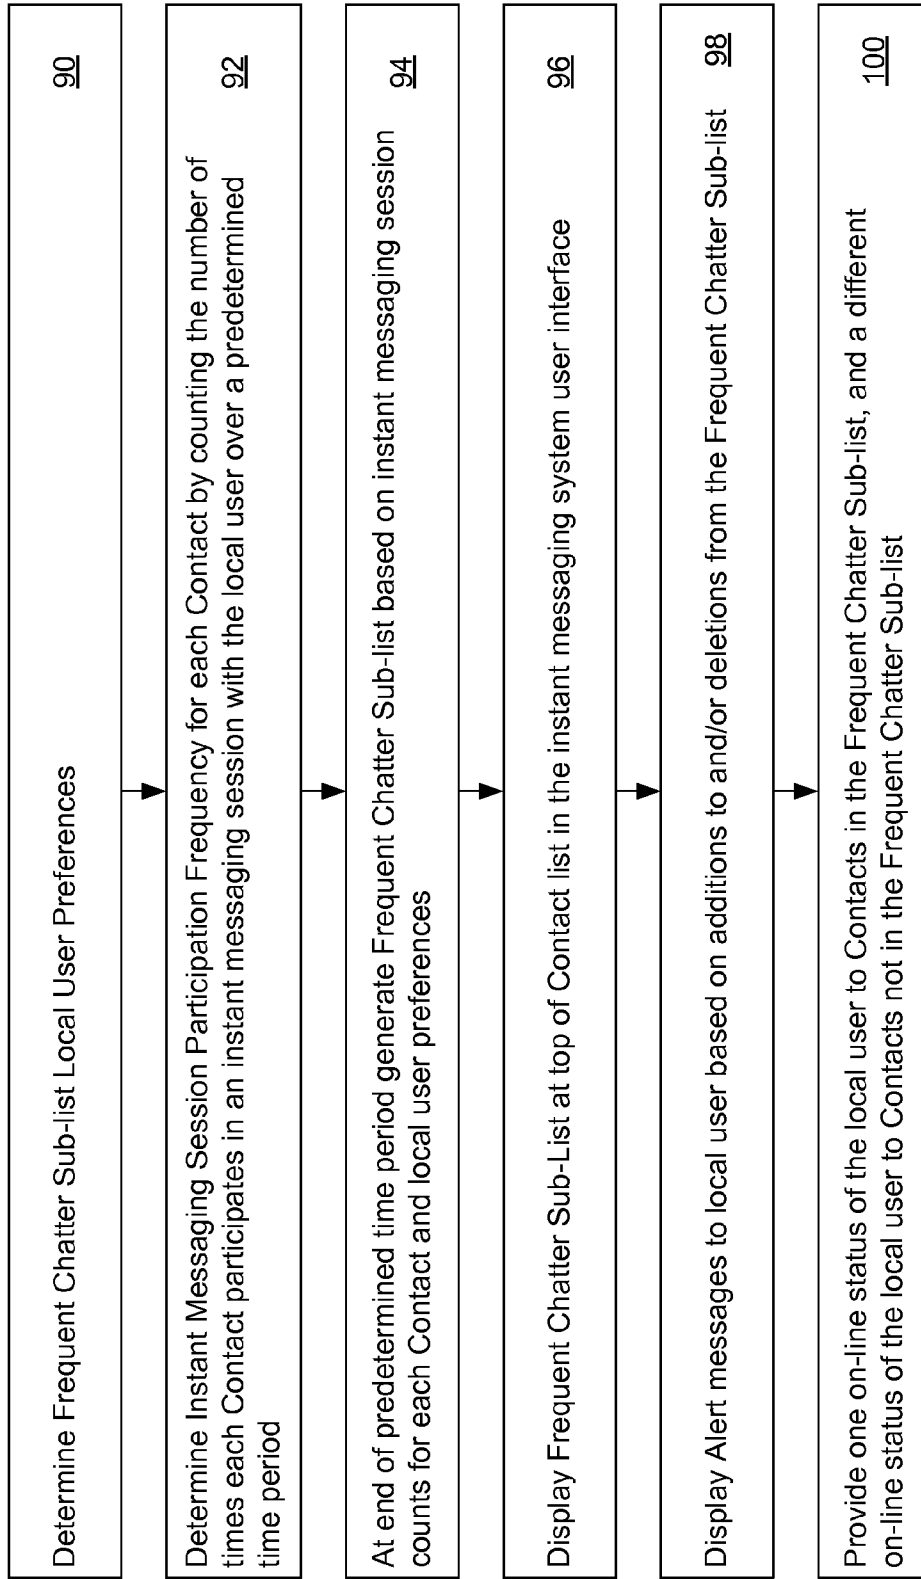 Determine Frequent Chatter Sub-list Local User Preferences 90
Determine Instant Messaging Session Participation Frequency for each Contact by counting the number of
times each Contact participates in an instant messaging session with the local user over a predetermined 92
time period
At end of predetermined time period generate Frequent Chatter Sub-list based on instant messaging session
counts for each Contact and local user preferences 94
Display Frequent Chatter Sub-List at top of Contact list in the instant messaging system user interface 96
Display Alert messages to local user based on additions to and/or deletions from the Frequent Chatter Sub-list 98
Provide one on-line status of the local user to Contacts in the Frequent Chatter Sub-list, and a different
on-line status of the local user to Contacts not in the Frequent Chatter Sub-list 100